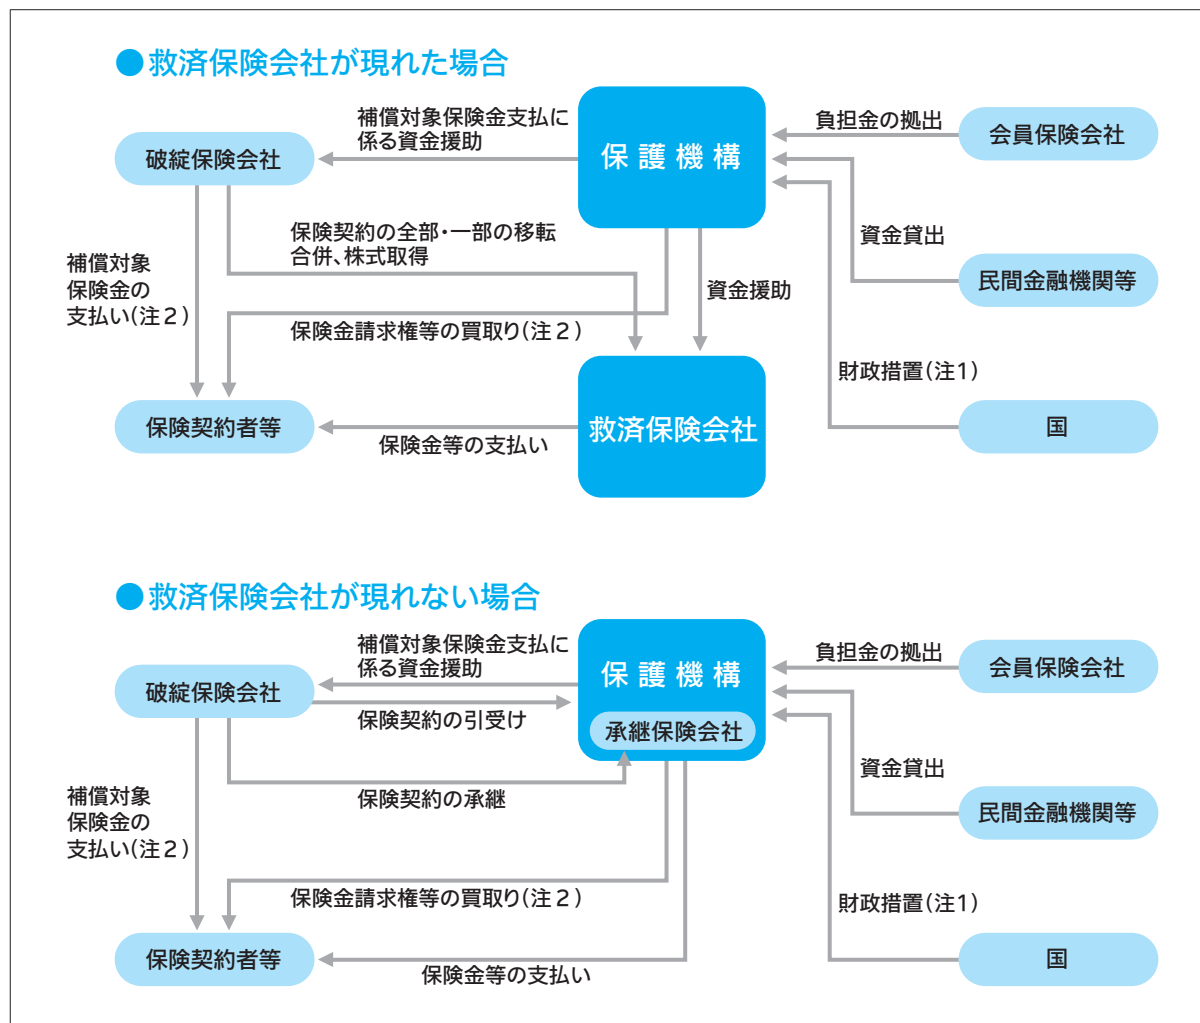 ●救済保険会社が現れた場合
補償対象保険金支払に
係る資金援助
保護機構
負担金の拠出
会員保険会社
破綻保険会社
保険契約の全部・一部の移転
合併、株式取得
資金貸出
補償対象
保険金の
支払い(注2)
民間金融機関等
資金援助
保険金請求権等の買取り(注2)
財政措置(注1)
保険契約者等
救済保険会社
国
保険金等の支払い
●救済保険会社が現れない場合
補償対象保険金支払に
係る資金援助
保護機構
負担金の拠出
会員保険会社
破綻保険会社
保険契約の引受け
承継保険会社
資金貸出
補償対象
保険金の
支払い(注2)
保険契約の承継
民間金融機関等
保険金請求権等の買取り(注2)
財政措置(注1)
保険契約者等
国
保険金等の支払い